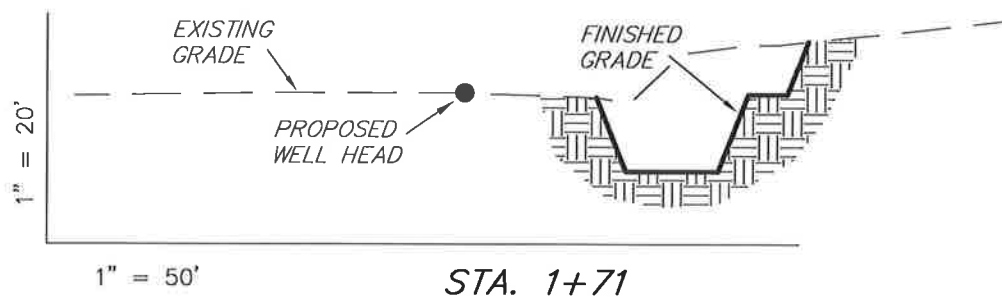 EXISTING
GRADE
FINISHED
GRADE
PROPOSED
WELL HEAD
1" = 20'
1" = 50'
STA. 1+71